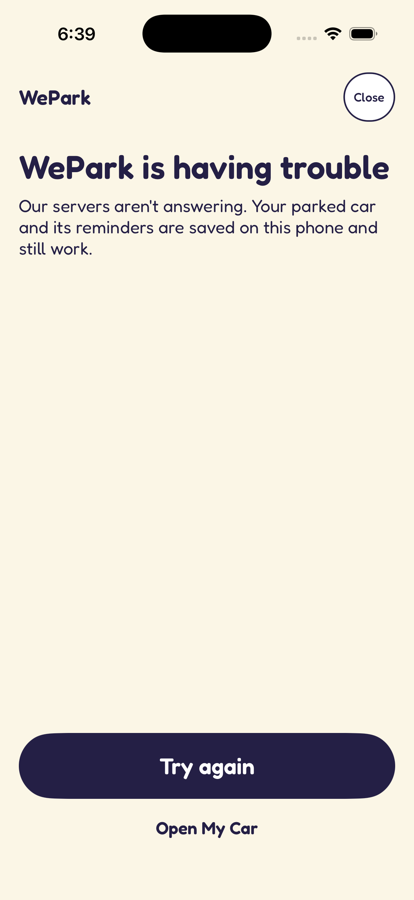 6:39
WePark
Close
WePark is having trouble
Our servers aren't answering. Your parked car
and its reminders are saved on this phone and
still work.
Try again
Open My Car